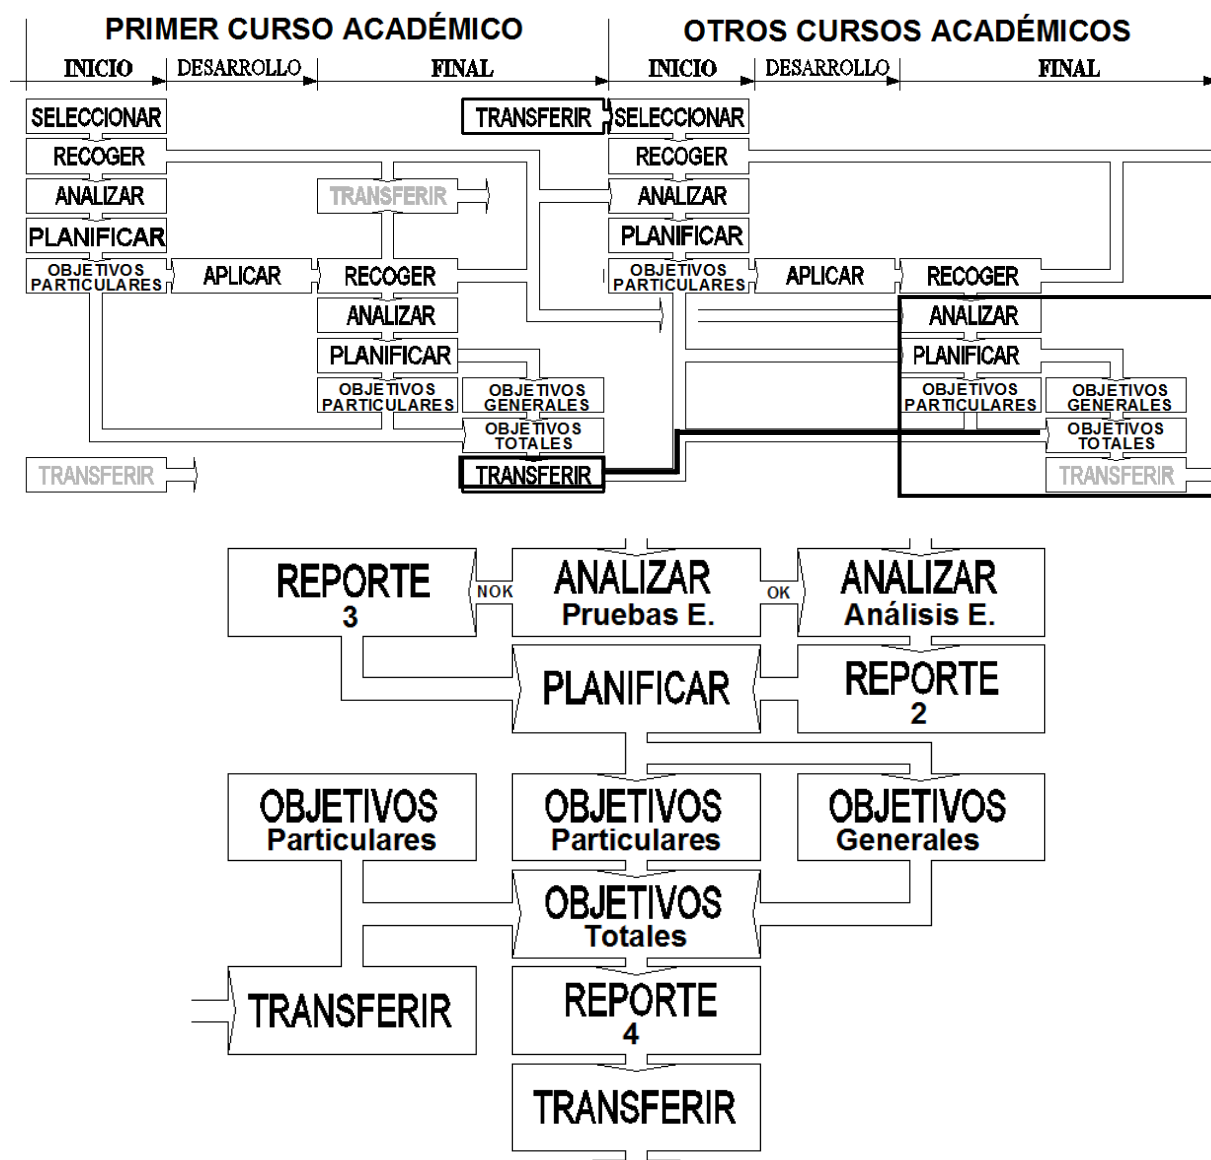 PRIMER CURSO ACADÉMICO
OTROS CURSOS ACADÉMICOS
INICIO DESARROLLO FINAL INICIO DESARROLLO FINAL
SELECCIONAR TRANSFERIR SELECCIONAR
RECOGER RECOGER
ANALIZAR TRANSFERIR ANALIZAR
PLANIFICAR PLANIFICAR
OBJETIVOS
PARTICULARES
APLICAR RECOGER
OBJETIVOS
PARTICULARES
APLICAR RECOGER
ANALIZAR ANALIZAR
PLANIFICAR PLANIFICAR
OBJETIVOS
PARTICULARES
OBJETIVOS
GENERALES
OBJETIVOS
PARTICULARES
OBJETIVOS
GENERALES
OBJETIVOS
TOTALES
OBJETIVOS
TOTALES
TRANSFERIR TRANSFERIR TRANSFERIR
REPORTE
3
NOK
ANALIZAR
Pruebas E.
OK
ANALIZAR
Análisis E.
PLANIFICAR
REPORTE
2
OBJETIVOS
Particulares
OBJETIVOS
Particulares
OBJETIVOS
Generales
OBJETIVOS
Totales
TRANSFERIR
REPORTE
4
TRANSFERIR